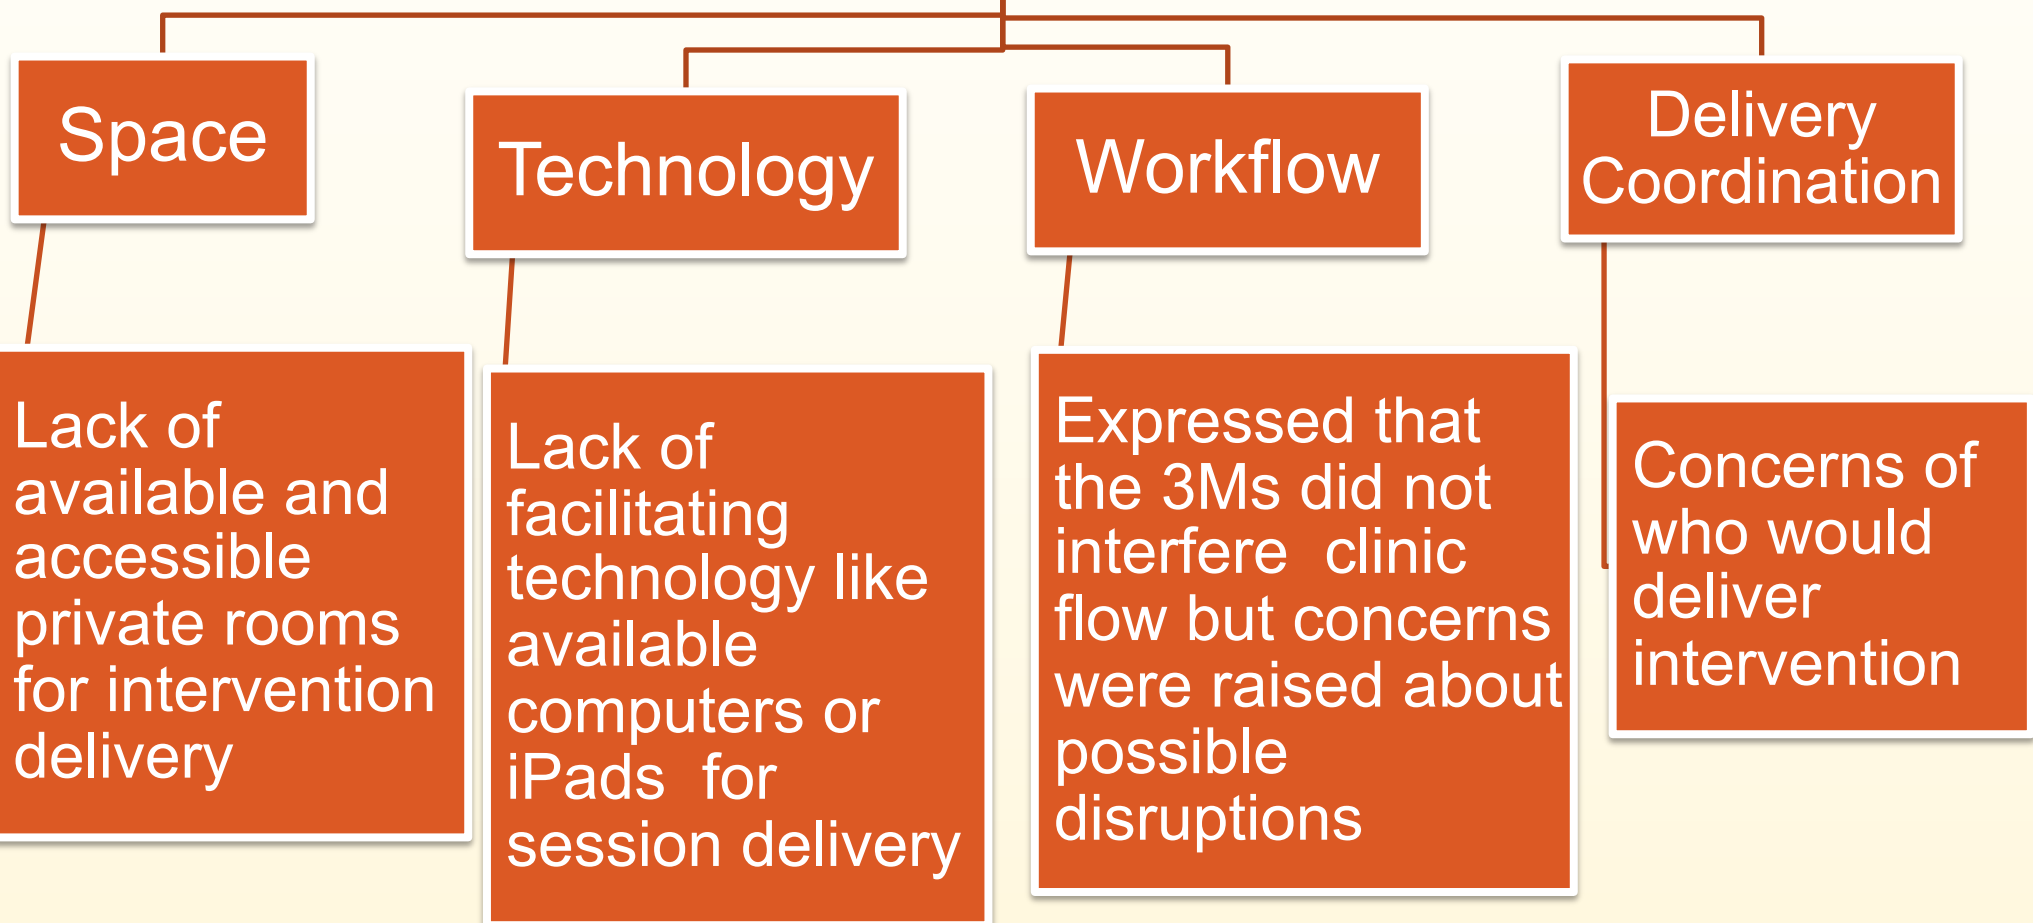 Space
Technology
Workflow
Delivery
Coordination
Lack of
available and
accessible
private rooms
for intervention
delivery
Lack of
facilitating
technology like
available
computers or
iPads  for
session delivery
Expressed that
the 3Ms did not
interfere  clinic
flow but concerns
were raised about
possible
disruptions
Concerns of
who would
deliver
intervention